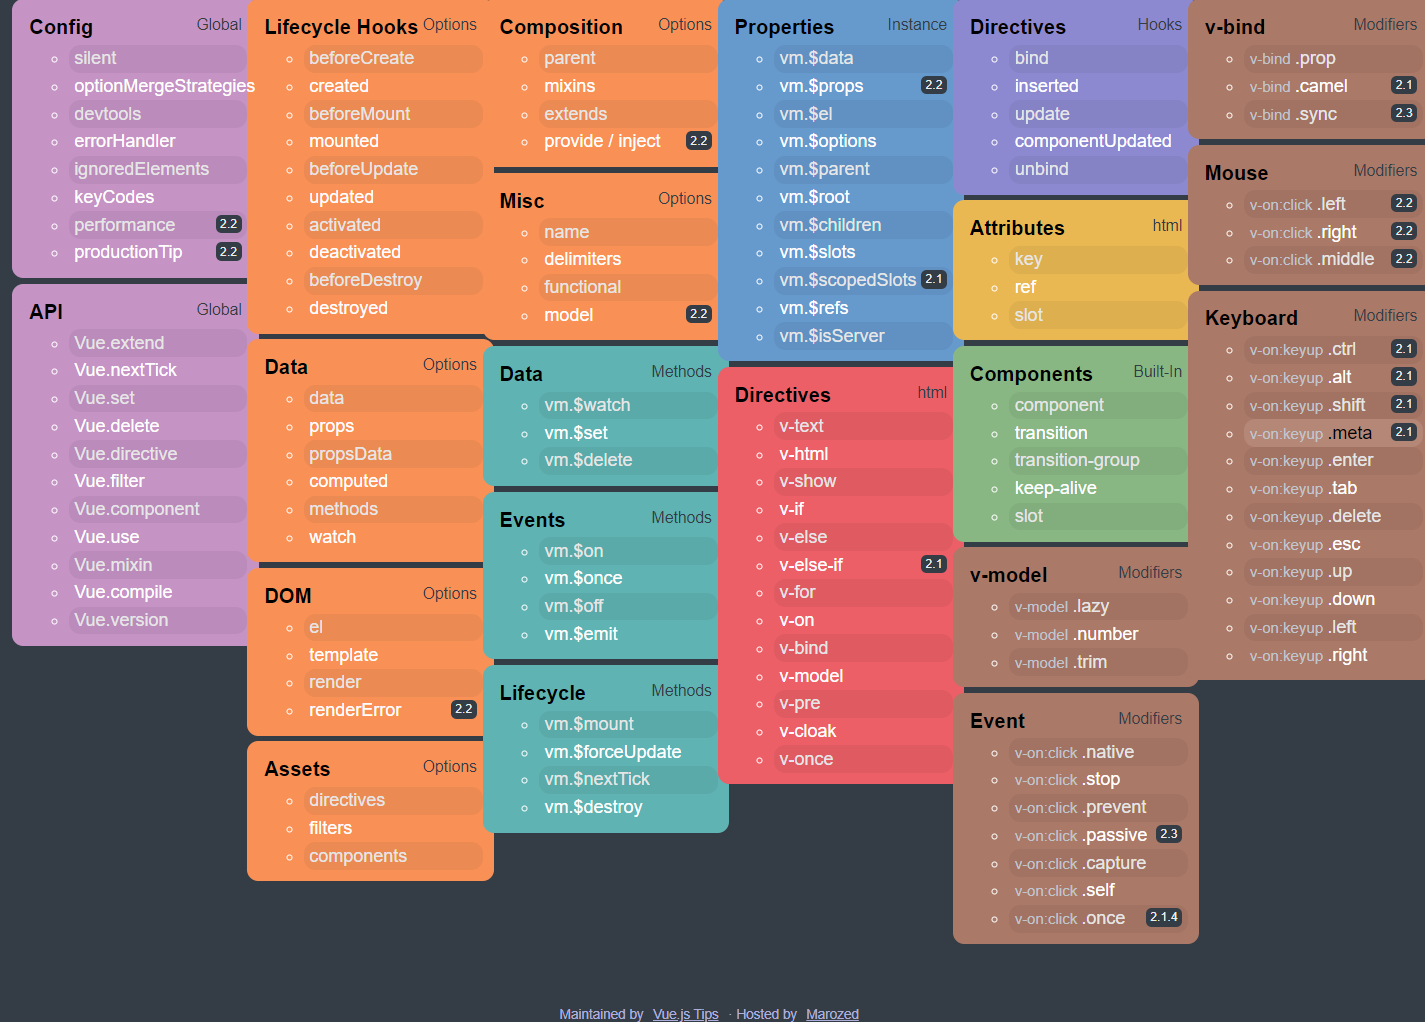 Config Global
silent
optionMergeStrategies
devtools
errorHandler
ignoredElements
keyCodes
performance 2.2
productionTip 2.2
API Global
Vue.extend
Vue.nextTick
Vue.set
Vue.delete
Vue.directive
Vue.filter
Vue.component
Vue.use
Vue.mixin
Vue.compile
Vue.version
Lifecycle Hooks Options
beforeCreate
created
beforeMount
mounted
beforeUpdate
updated
activated
deactivated
beforeDestroy
destroyed
Data Options
data
props
propsData
computed
methods
watch
DOM Options
el
template
render
renderError 2.2
Assets Options
directives
filters
components
Composition Options
parent
mixins
extends
provide / inject 2.2
Misc Options
name
delimiters
functional
model 2.2
Data Methods
vm.$watch
vm.$set
vm.$delete
Events Methods
vm.$on
vm.$once
vm.$off
vm.$emit
Lifecycle Methods
vm.$mount
vm.$forceUpdate
vm.$nextTick
vm.$destroy
Properties Instance
vm.$data
vm.$props 2.2
vm.$el
vm.$options
vm.$parent
vm.$root
vm.$children
vm.$slots
vm.$scopedSlots 2.1
vm.$refs
vm.$isServer
Directives html
v-text
v-html
v-show
v-if
v-else
v-else-if 2.1
v-for
v-on
v-bind
v-model
v-pre
v-cloak
v-once
Directives Hooks
bind
inserted
update
componentUpdated
unbind
Attributes html
key
ref
slot
Components Built-In
component
transition
transition-group
keep-alive
slot
v-model Modifiers
v-model .lazy
v-model .number
v-model .trim
Event Modifiers
v-on:click .native
v-on:click .stop
v-on:click .prevent
v-on:click .passive 2.3
v-on:click .capture
v-on:click .self
v-on:click .once 2.1.4
v-bind Modifiers
v-bind .prop
v-bind .camel 2.1
v-bind .sync 2.3
Mouse Modifiers
v-on:click .left 2.2
v-on:click .right 2.2
v-on:click .middle 2.2
Keyboard Modifiers
v-on:keyup .ctrl 2.1
v-on:keyup .alt 2.1
v-on:keyup .shift 2.1
v-on:keyup .meta 2.1
v-on:keyup .enter
v-on:keyup .tab
v-on:keyup .delete
v-on:keyup .esc
v-on:keyup .up
v-on:keyup .down
v-on:keyup .left
v-on:keyup .right
Maintained by Vue.js Tips · Hosted by Marozed